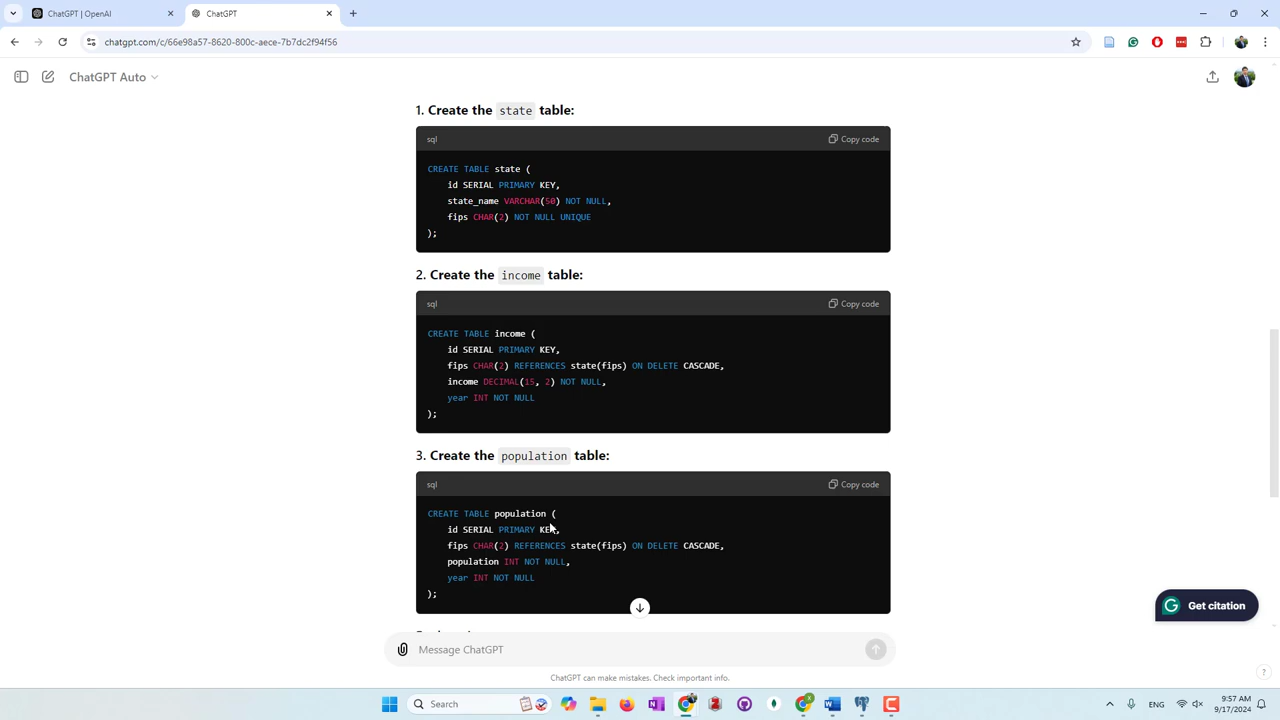 ChatGPT | OpenAI
ChatGPT
chatgpt.com/c/66e98a57-8620-800c-aece-7b7dc2f94f56
ChatGPT Auto
1. Create the state table:
sql
Copy code
CREATE TABLE state (
id SERIAL PRIMARY KEY,
state_name VARCHAR(50) NOT NULL,
fips CHAR(2) NOT NULL UNIQUE
);
2. Create the income table:
sql
Copy code
CREATE TABLE income (
id SERIAL PRIMARY KEY,
fips CHAR(2) REFERENCES state(fips) ON DELETE CASCADE,
income DECIMAL(15, 2) NOT NULL,
year INT NOT NULL
);
3. Create the population table:
sql
Copy code
CREATE TABLE population (
id SERIAL PRIMARY KEY,
fips CHAR(2) REFERENCES state(fips) ON DELETE CASCADE,
population INT NOT NULL,
year INT NOT NULL
);
Get citation
Message ChatGPT
ChatGPT can make mistakes. Check important info.
?
Search
ENG
9:57 AM
9/17/2024